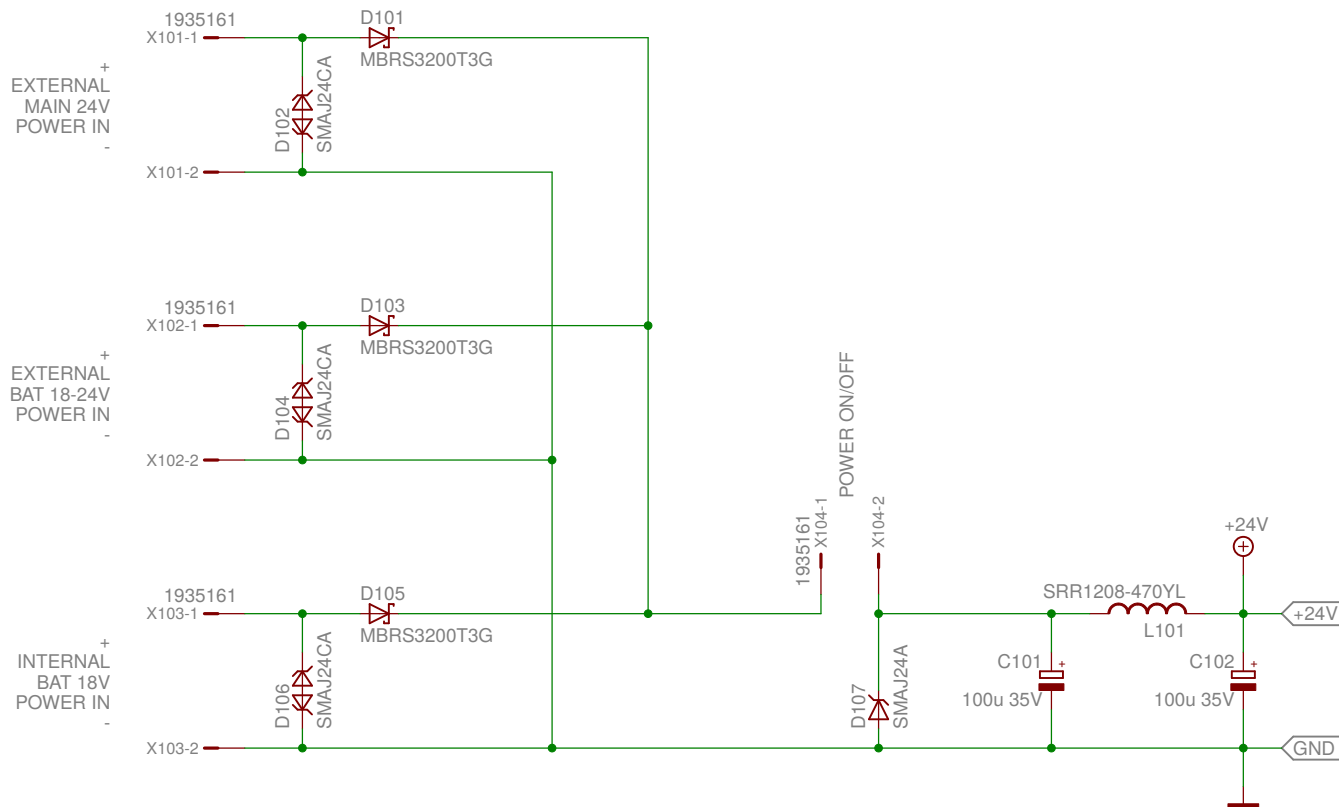 1935161
X101-1
D101
MBRS3200T3G
+
EXTERNAL
MAIN 24V
POWER IN
-
D102
SMAJ24CA
X101-2
1935161
X102-1
D103
MBRS3200T3G
+
EXTERNAL
BAT 18-24V
POWER IN
-
D104
SMAJ24CA
X102-2
POWER ON/OFF
1935161
X104-1
X104-2
1935161
X103-1
D105
MBRS3200T3G
+
INTERNAL
BAT 18V
POWER IN
-
D106
SMAJ24CA
X103-2
D107
SMAJ24A
+24V
SRR1208-470YL
L101
+24V
C101
+
100u 35V
C102
+
100u 35V
GND